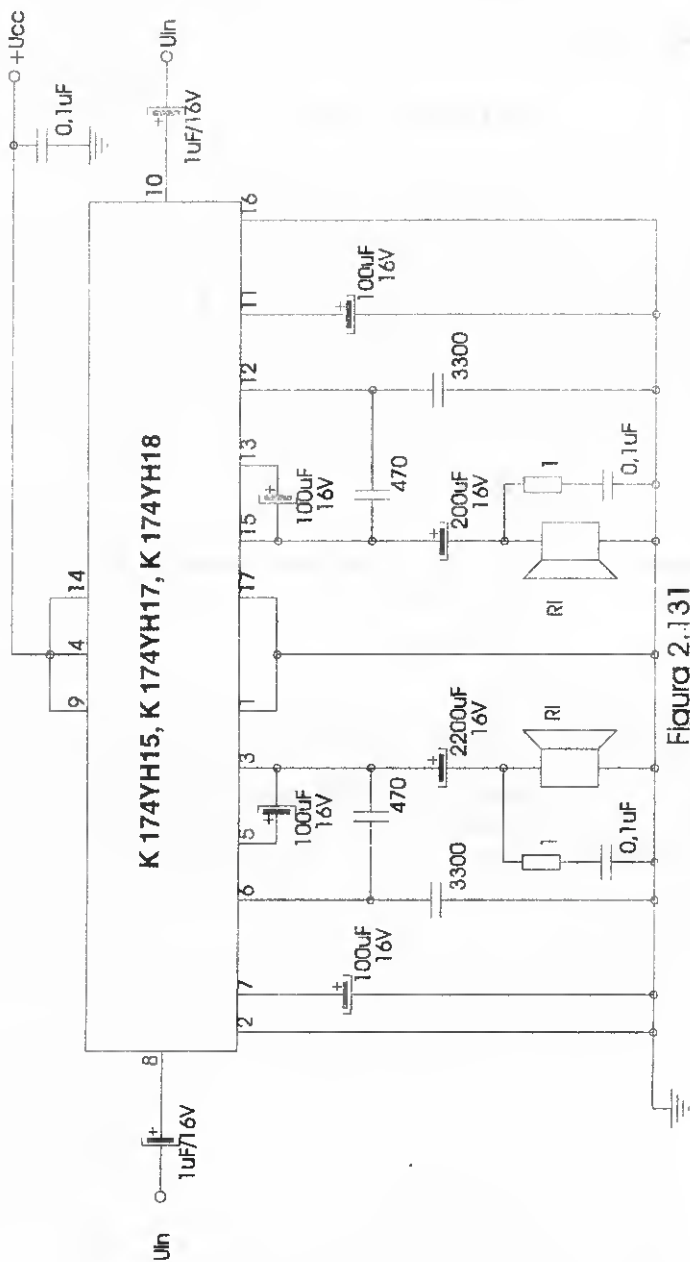 +Ucc
0,1uF
Uin
1uF/16V
10
9
4
14
K 174YH15, K 174YH17, K 174YH18
8
1uF/16V
Uin
2
7
6
5
3
1
17
15
13
12
11
16
100uF
16V
100uF
16V
470
3300
2200uF
16V
1
0,1uF
Rl
100uF
16V
470
200uF
16V
3300
100uF
16V
Rl
1
0,1uF
Figura 2.131